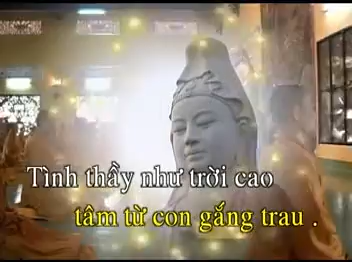 Tình thầy như trời cao
tâm từ con gắng trau .